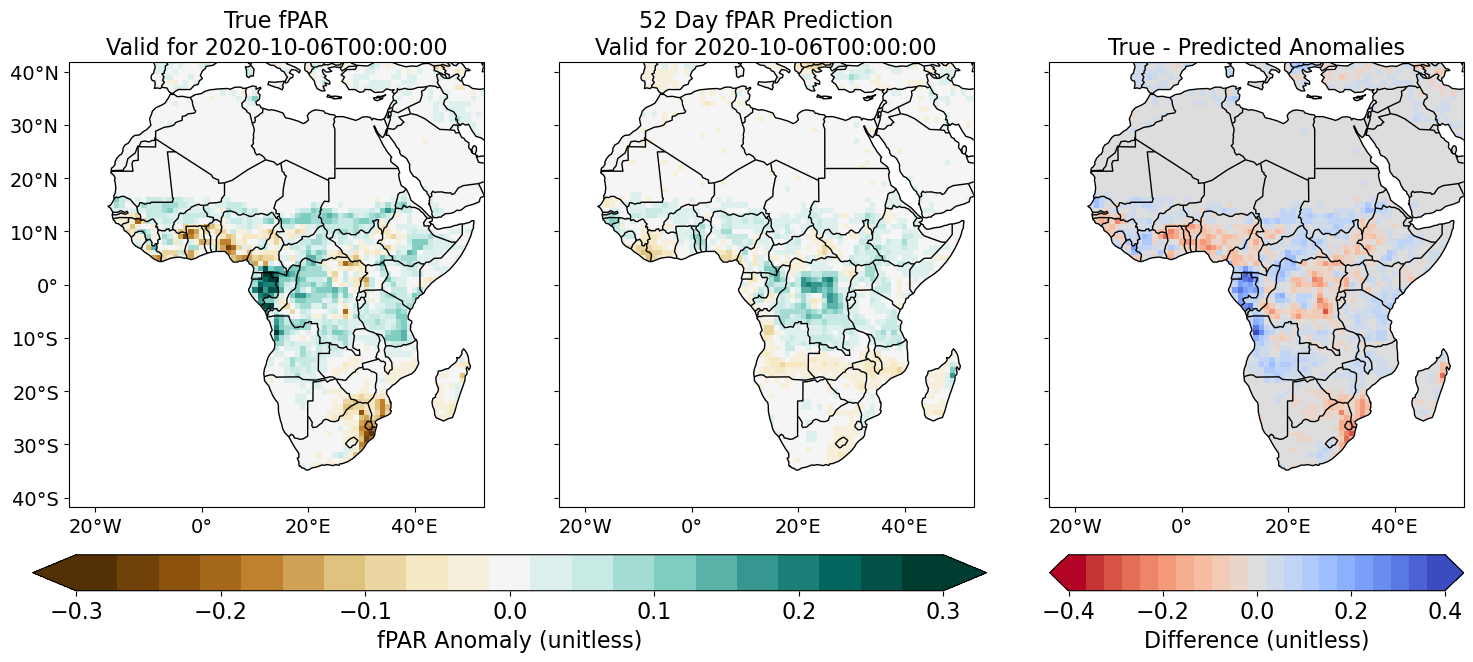 True fPAR
Valid for 2020-10-06T00:00:00
52 Day fPAR Prediction
Valid for 2020-10-06T00:00:00
True - Predicted Anomalies
40°N
30°N
20°N
10°N
0°
10°S
20°S
30°S
40°S
20°W 0° 20°E 40°E
20°W 0° 20°E 40°E
20°W 0° 20°E 40°E
−0.3 −0.2 −0.1 0.0 0.1 0.2 0.3
fPAR Anomaly (unitless)
−0.4 −0.2 0.0 0.2 0.4
Difference (unitless)